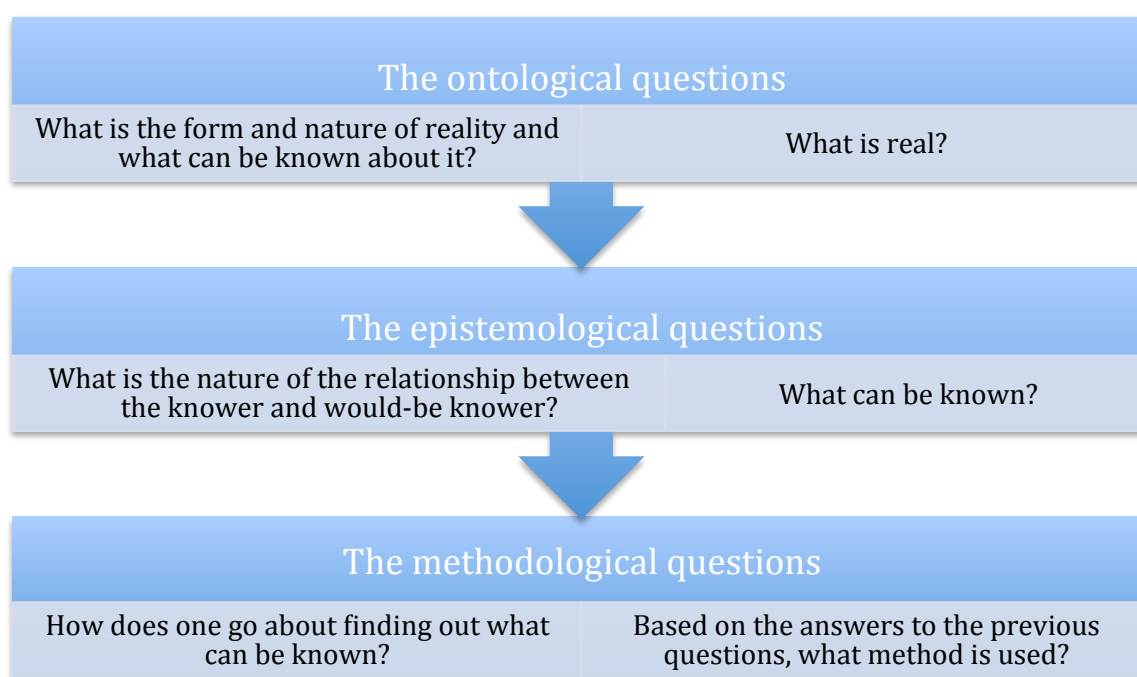 The ontological questions
What is the form and nature of reality and
what can be known about it?
What is real?
The epistemological questions
What is the nature of the relationship between
the knower and would-be knower?
What can be known?
The methodological questions
How does one go about finding out what
can be known?
Based on the answers to the previous
questions, what method is used?